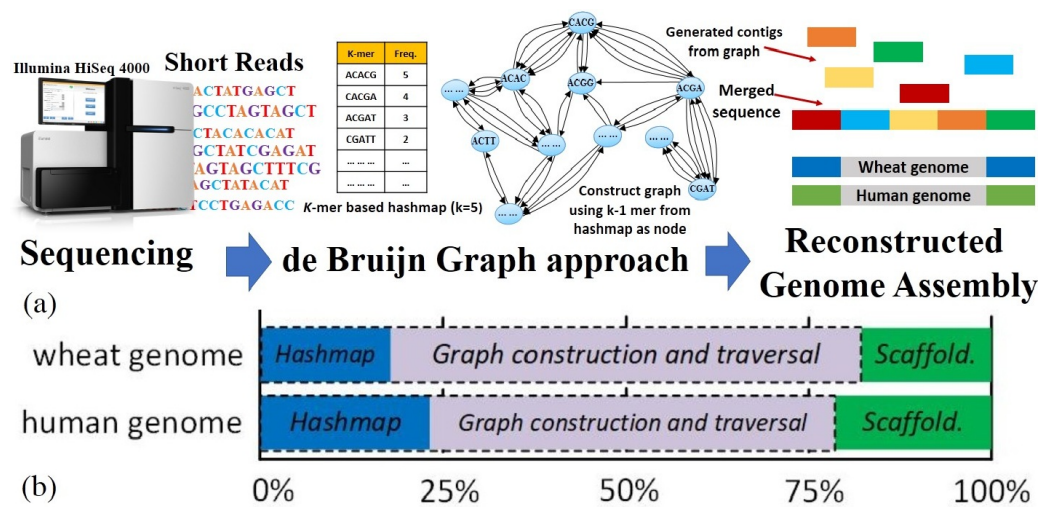 Illumina HiSeq 4000
Short Reads
ACTATGAGCT
GCCTAGTAGCT
CTACACACAT
GCTATCGAGAT
TAGTAGCTTTCG
AGCTATACAT
TCCTGAGACC
K-mer Freq.
ACACG 5
CACGA 4
ACGAT 3
CGATT 2
... ... ... ...
... ... ... ...
K-mer based hashmap (k=5)
CACG
ACAC
ACGG
ACGA
... ...
ACTT
... ...
... ...
... ...
CGAT
... ...
Construct graph
using k-1 mer from
hashmap as node
Generated contigs
from graph
Merged
sequence
Wheat genome
Human genome
Sequencing
de Bruijn Graph approach
Reconstructed
Genome Assembly
(a)
wheat genome
Hashmap
Graph construction and traversal
Scaffold.
human genome
Hashmap
Graph construction and traversal
Scaffold.
(b)
0% 25% 50% 75% 100%